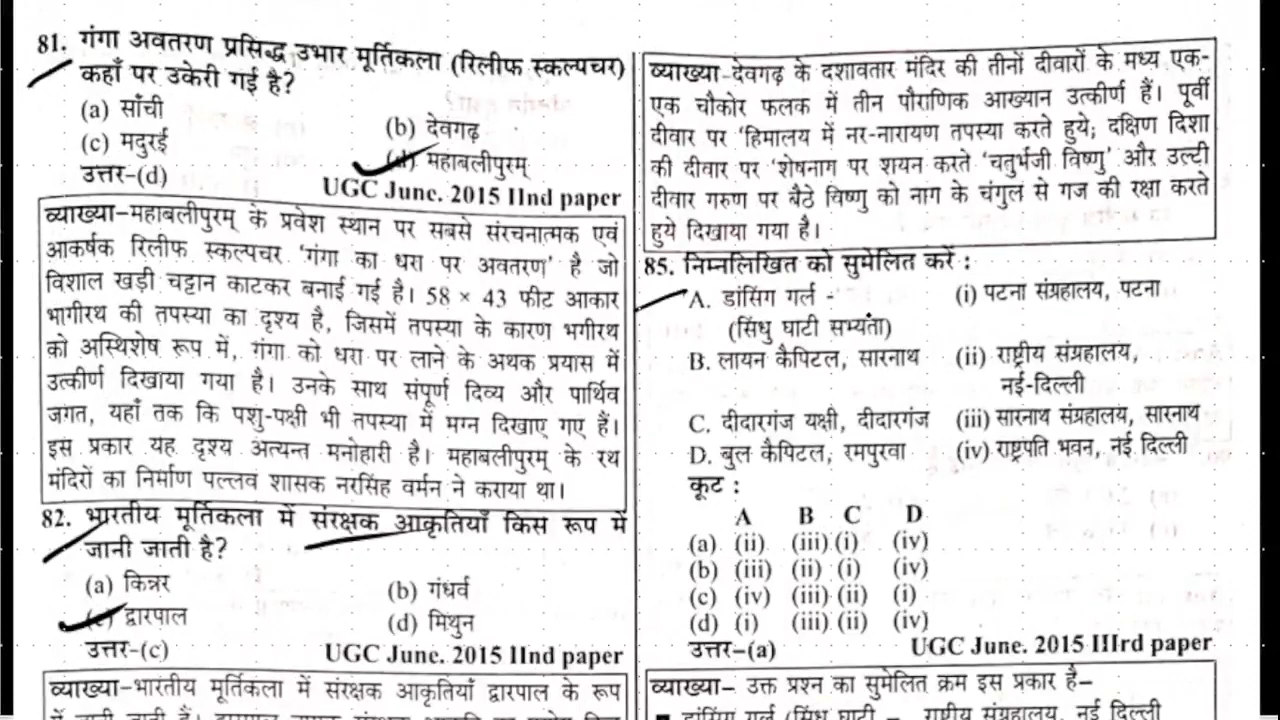 81. गंगा अवतरण प्रसिद्ध उभार मूर्तिकला (रिलीफ स्कल्पचर)
कहाँ पर उकेरी गई है?
(a) साँची
(b) देवगढ़
(c) मदुरई
(d) महाबलीपुरम्
उत्तर-(d)
UGC June. 2015 IInd paper
व्याख्या–महाबलीपुरम् के प्रवेश स्थान पर सबसे संरचनात्मक एवं
आकर्षक रिलीफ स्कल्पचर ‘गंगा का धरा पर अवतरण’ है जो
विशाल खड़ी चट्टान काटकर बनाई गई है। 58 × 43 फीट आकार
भागीरथ की तपस्या का दृश्य है, जिसमें तपस्या के कारण भगीरथ
को अस्थिशेष रूप में, गंगा को धरा पर लाने के अथक प्रयास में
उत्कीर्ण दिखाया गया है। उनके साथ संपूर्ण दिव्य और पार्थिव
जगत, यहाँ तक कि पशु-पक्षी भी तपस्या में मग्न दिखाए गए हैं।
इस प्रकार यह दृश्य अत्यन्त मनोहारी है। महाबलीपुरम् के रथ
मंदिरों का निर्माण पल्लव शासक नरसिंह वर्मन ने कराया था।
82. भारतीय मूर्तिकला में संरक्षक आकृतियाँ किस रूप में
जानी जाती है?
(a) किन्नर
(b) गंधर्व
(c) द्वारपाल
(d) मिथुन
उत्तर-(c)
UGC June. 2015 IInd paper
व्याख्या–भारतीय मूर्तिकला में संरक्षक आकृतियाँ द्वारपाल के रूप
व्याख्या–देवगढ़ के दशावतार मंदिर की तीनों दीवारों के मध्य एक-
एक चौकोर फलक में तीन पौराणिक आख्यान उत्कीर्ण हैं। पूर्वी
दीवार पर ‘हिमालय में नर-नारायण तपस्या करते हुये; दक्षिण दिशा
की दीवार पर ‘शेषनाग पर शयन करते ‘चतुर्भजी विष्णु’ और उल्टी
दीवार गरुण पर बैठे विष्णु को नाग के चंगुल से गज की रक्षा करते
हुये दिखाया गया है।
85. निम्नलिखित को सुमेलित करें :
A. डांसिंग गर्ल - (i) पटना संग्रहालय, पटना
(सिंधु घाटी सभ्यता)
B. लायन कैपिटल, सारनाथ (ii) राष्ट्रीय संग्रहालय,
नई-दिल्ली
C. दीदारगंज यक्षी, दीदारगंज (iii) सारनाथ संग्रहालय, सारनाथ
D. बुल कैपिटल, रमपुरवा (iv) राष्ट्रपति भवन, नई दिल्ली
कूट :
A B C D
(a) (ii) (iii) (i) (iv)
(b) (iii) (ii) (i) (iv)
(c) (iv) (iii) (ii) (i)
(d) (i) (iii) (ii) (iv)
उत्तर–(a) UGC June. 2015 IIIrd paper
व्याख्या– उक्त प्रश्न का सुमेलित क्रम इस प्रकार है–